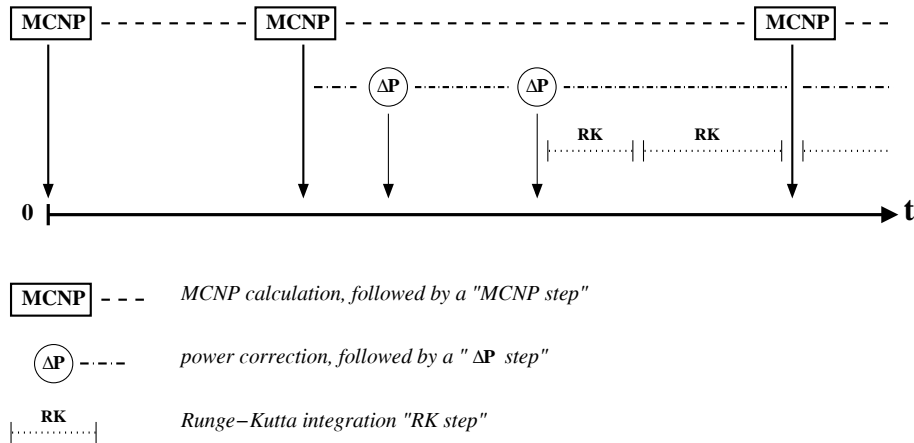 MCNP MCNP MCNP
ΔP ΔP
RK RK
0 t
MCNP MCNP calculation, followed by a "MCNP step"
ΔP power correction, followed by a " ΔP step"
RK
Runge−Kutta integration "RK step"